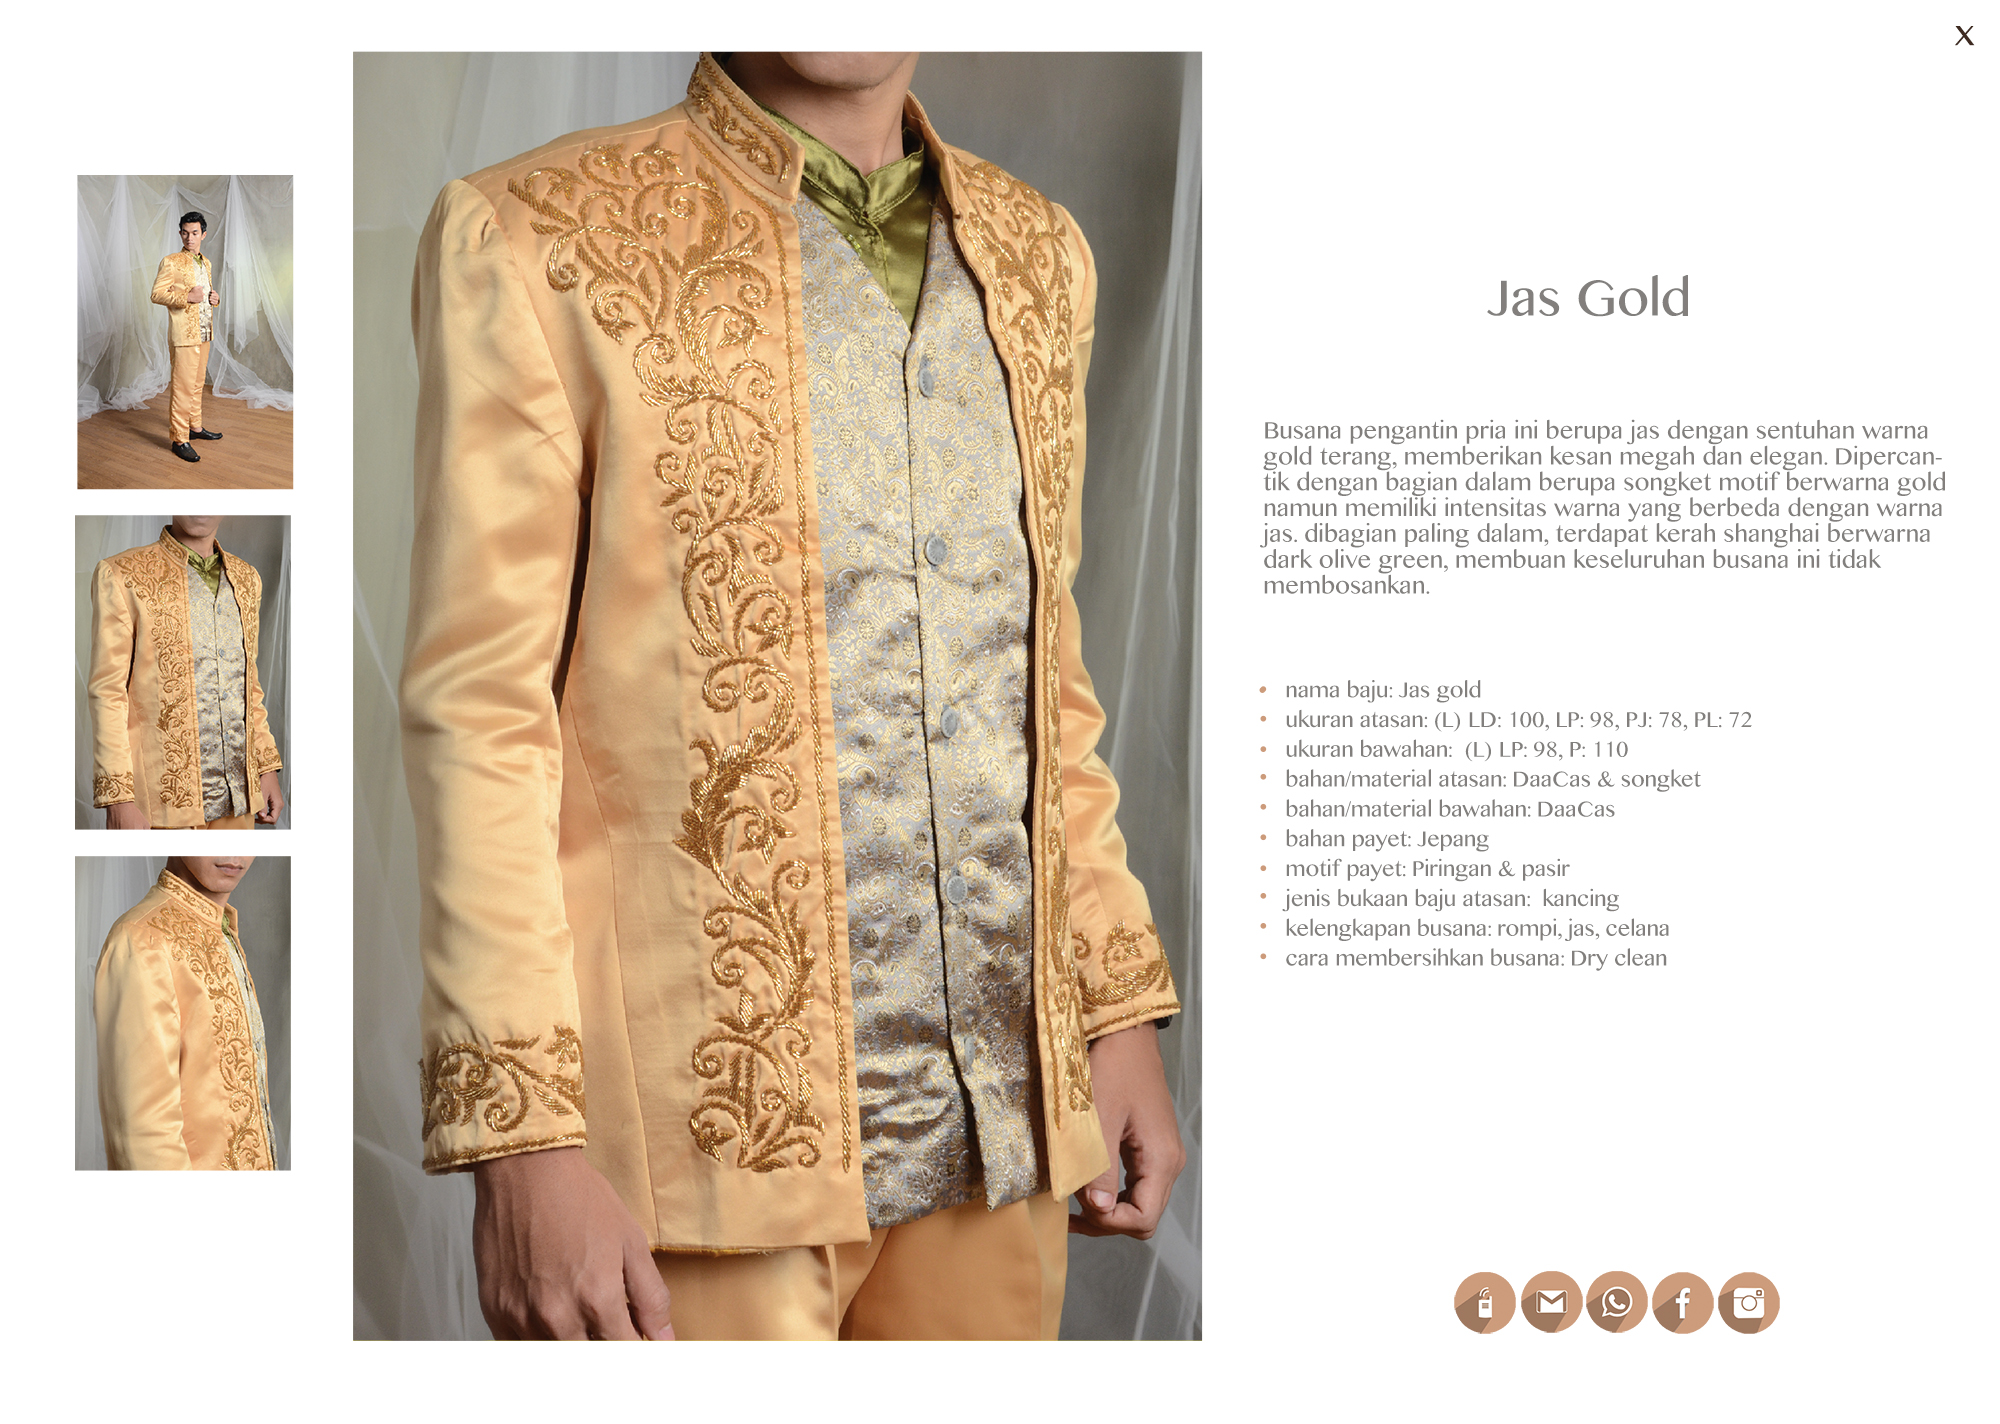 X
Jas Gold
Busana pengantin pria ini berupa jas dengan sentuhan warna
gold terang, memberikan kesan megah dan elegan. Dipercan-
tik dengan bagian dalam berupa songket motif berwarna gold
namun memiliki intensitas warna yang berbeda dengan warna
jas. dibagian paling dalam, terdapat kerah shanghai berwarna
dark olive green, membuan keseluruhan busana ini tidak
membosankan.
• nama baju: Jas gold
• ukuran atasan: (L) LD: 100, LP: 98, PJ: 78, PL: 72
• ukuran bawahan:  (L) LP: 98, P: 110
• bahan/material atasan: DaaCas & songket
• bahan/material bawahan: DaaCas
• bahan payet: Jepang
• motif payet: Piringan & pasir
• jenis bukaan baju atasan:  kancing
• kelengkapan busana: rompi, jas, celana
• cara membersihkan busana: Dry clean